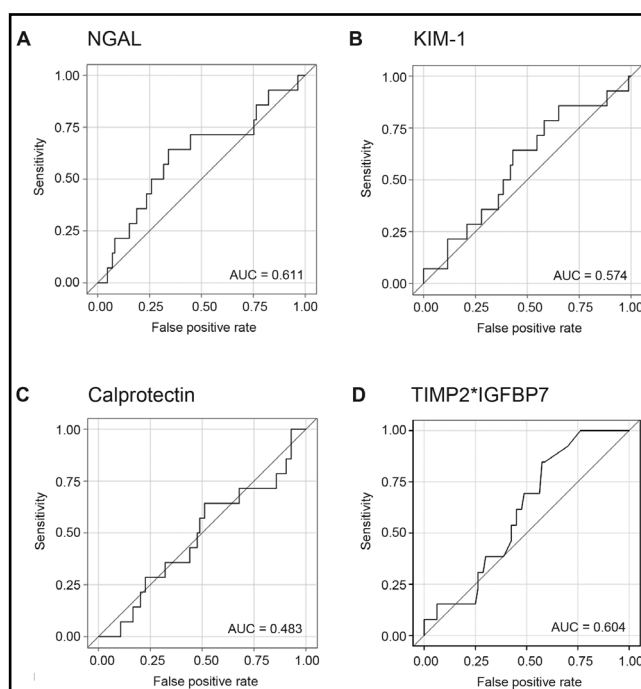 A NGAL
1.00
0.75
0.50
0.25
0.00
Sensitivity
AUC = 0.611
0.00 0.25 0.50 0.75 1.00
False positive rate
B KIM-1
1.00
0.75
0.50
0.25
0.00
Sensitivity
AUC = 0.574
0.00 0.25 0.50 0.75 1.00
False positive rate
C Calprotectin
1.00
0.75
0.50
0.25
0.00
Sensitivity
AUC = 0.483
0.00 0.25 0.50 0.75 1.00
False positive rate
D TIMP2*IGFBP7
1.00
0.75
0.50
0.25
0.00
Sensitivity
AUC = 0.604
0.00 0.25 0.50 0.75 1.00
False positive rate